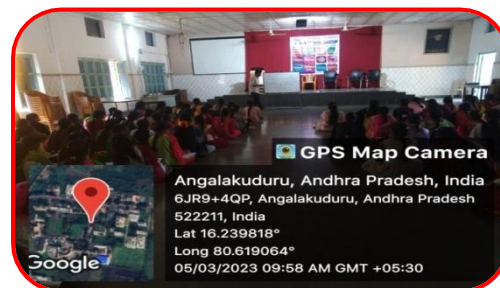 GPS Map Camera
Angalakuduru, Andhra Pradesh, India
6JR9+4QP, Angalakuduru, Andhra Pradesh
522211, India
Lat 16.239818°
Long 80.619064°
05/03/2023 09:58 AM GMT +05:30
Google